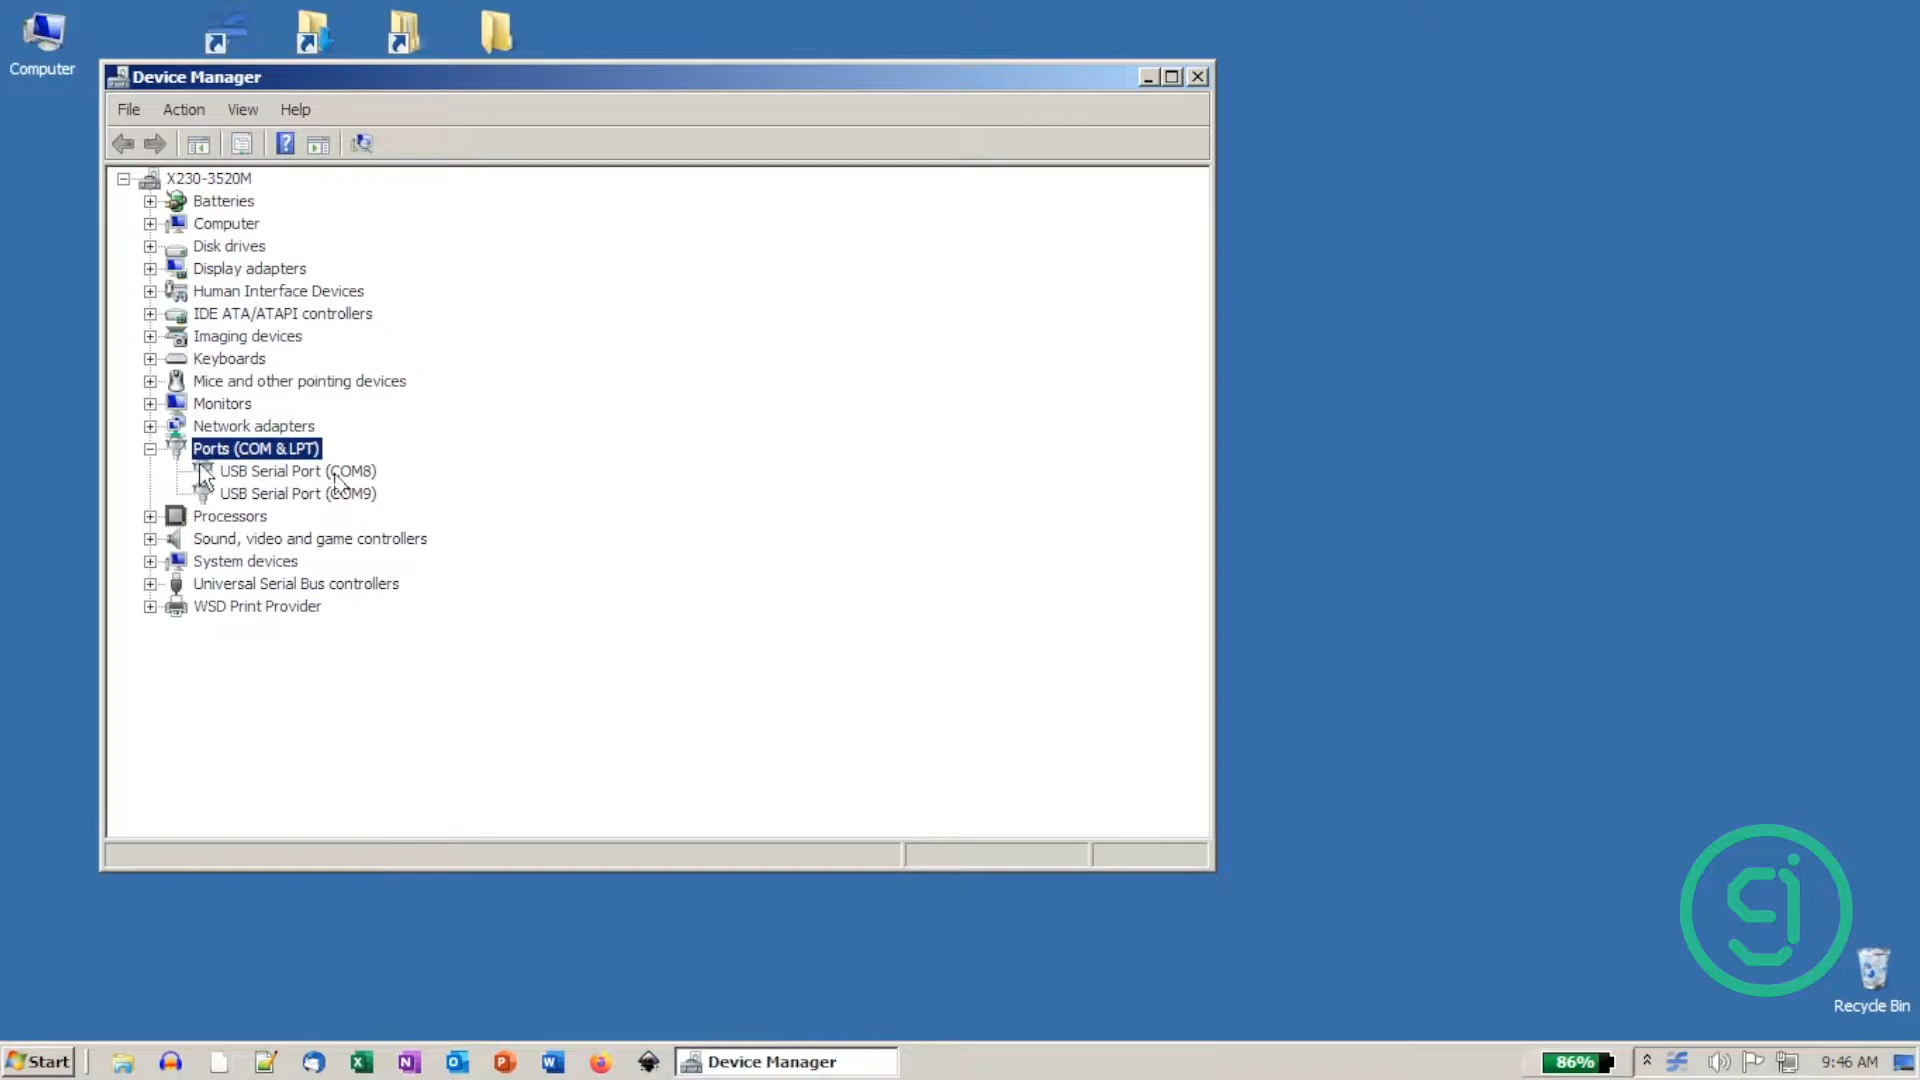 Computer
Device Manager
File Action View Help
X230-3520M
Batteries
Computer
Disk drives
Display adapters
Human Interface Devices
IDE ATA/ATAPI controllers
Imaging devices
Keyboards
Mice and other pointing devices
Monitors
Network adapters
Ports (COM & LPT)
USB Serial Port (COM8)
USB Serial Port (COM9)
Processors
Sound, video and game controllers
System devices
Universal Serial Bus controllers
WSD Print Provider
gj
Recycle Bin
Start
Device Manager
86%
9:46 AM